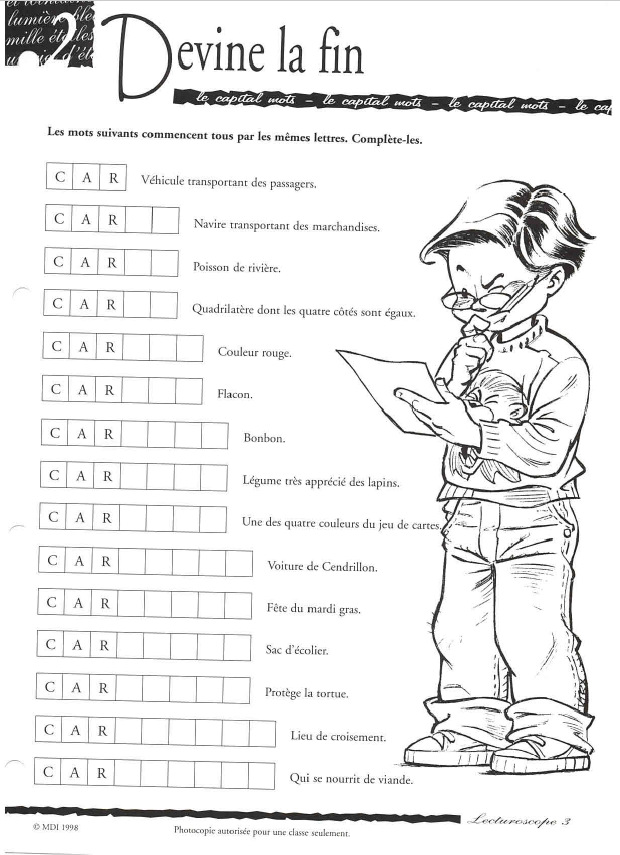 et
lumière
mille étoiles
d'ét
2
Devine la fin
le capital mots – le capital mots – le capital mots – le cap
Les mots suivants commencent tous par les mêmes lettres. Complète-les.
C A R Véhicule transportant des passagers.
C A R Navire transportant des marchandises.
C A R Poisson de rivière.
C A R Quadrilatère dont les quatre côtés sont égaux.
C A R Couleur rouge.
C A R Flacon.
C A R Bonbon.
C A R Légume très apprécié des lapins.
C A R Une des quatre couleurs du jeu de cartes.
C A R Voiture de Cendrillon.
C A R Fête du mardi gras.
C A R Sac d'écolier.
C A R Protège la tortue.
C A R Lieu de croisement.
C A R Qui se nourrit de viande.
Lecturoscope 3
© MDI 1998
Photocopie autorisée pour une classe seulement.